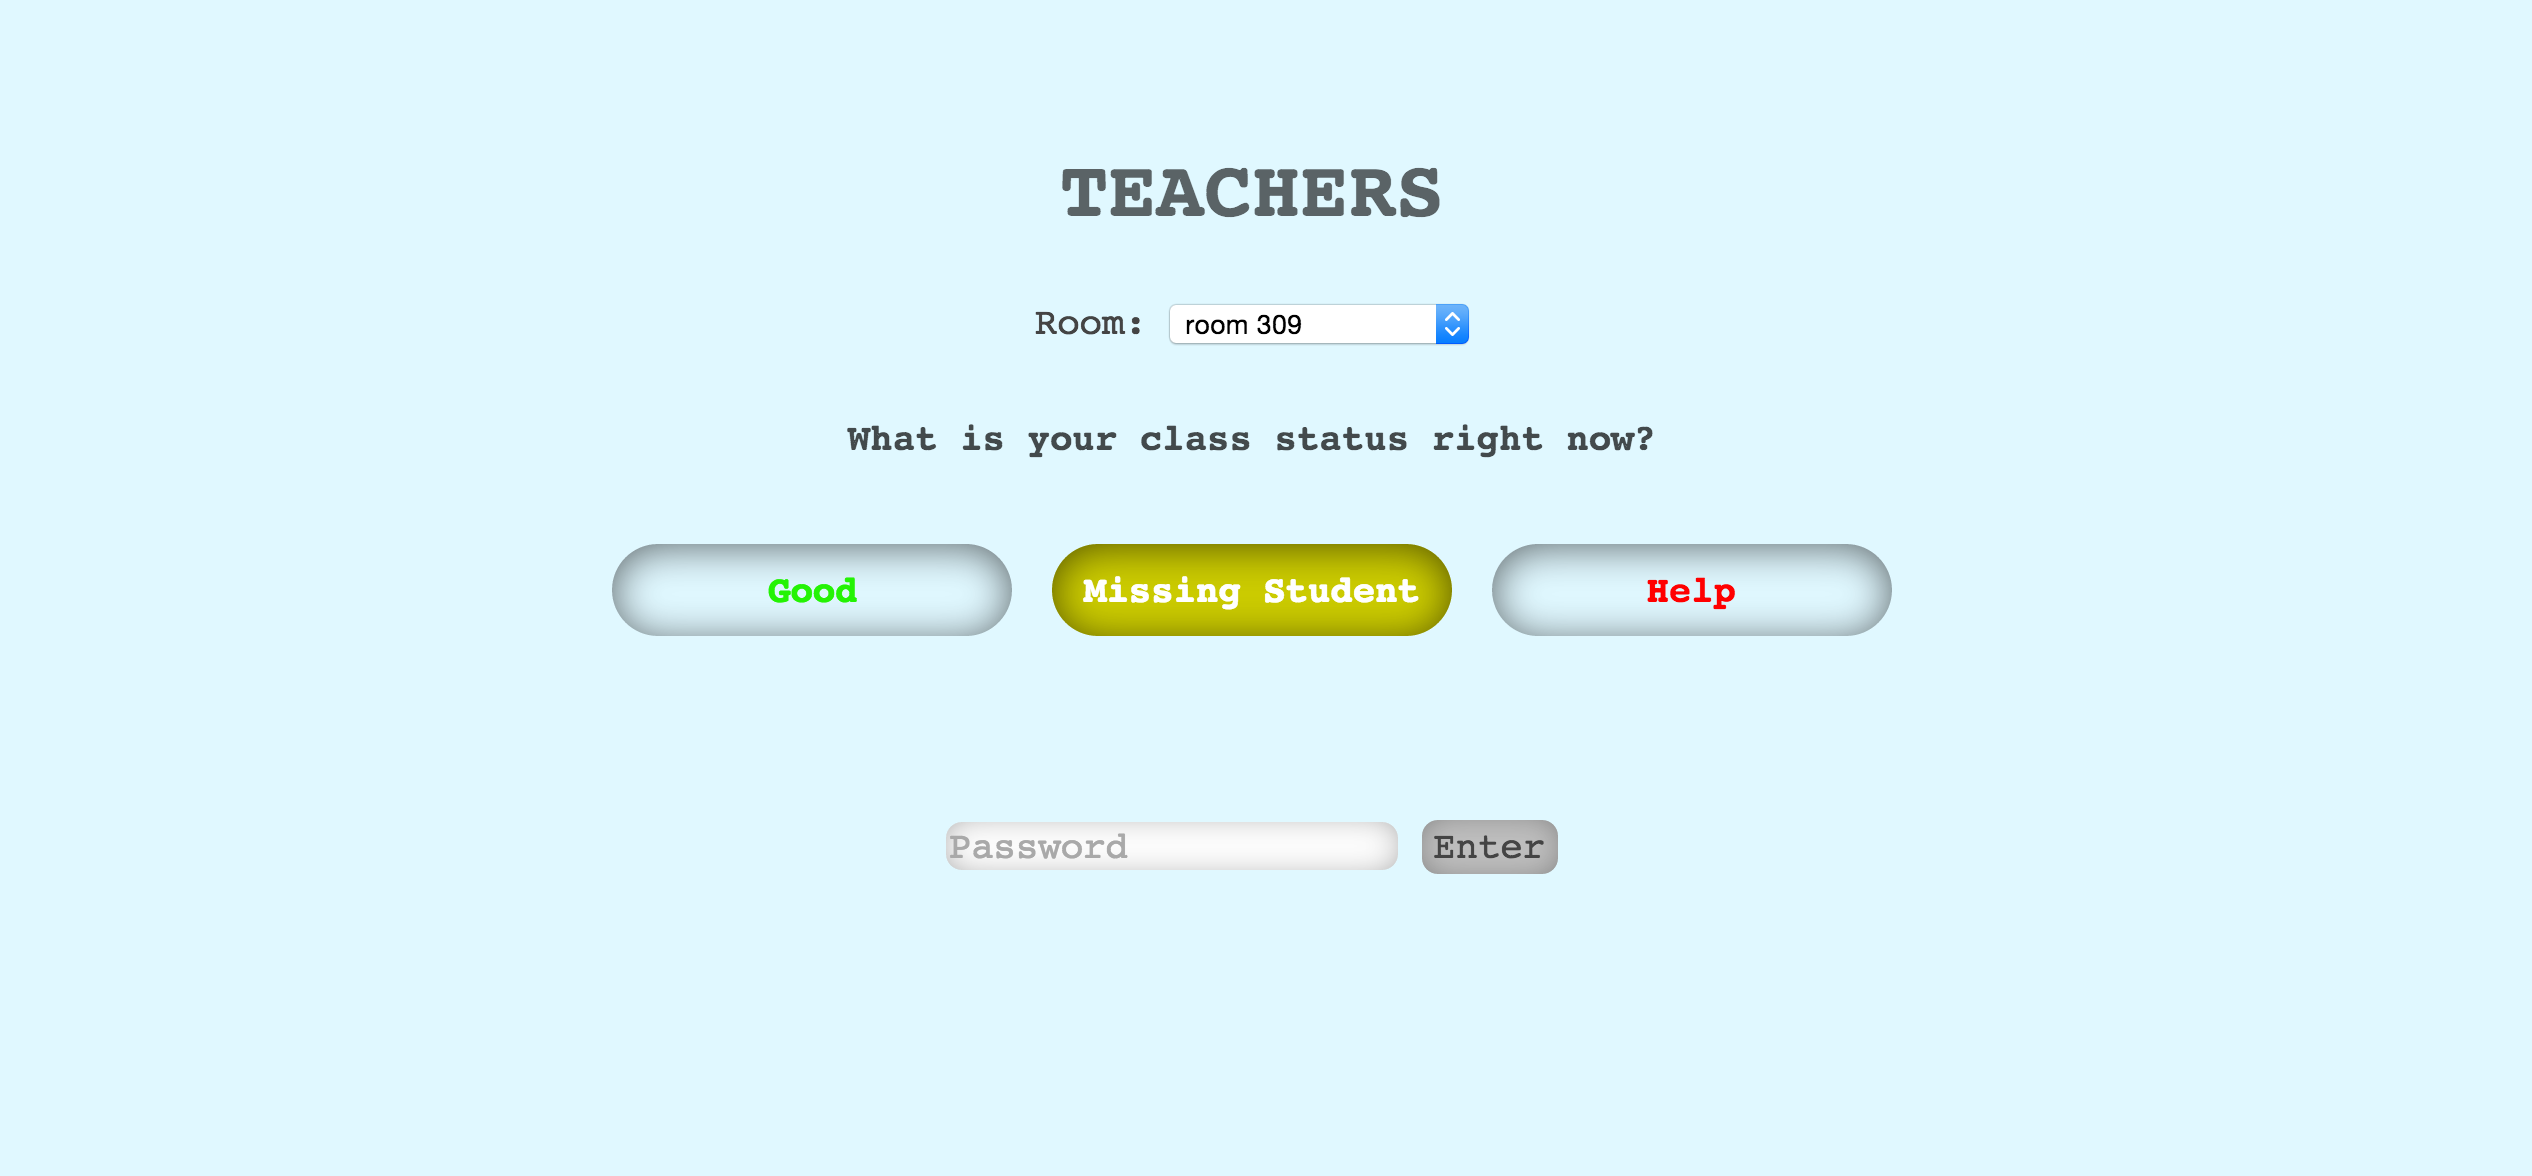 TEACHERS
Room: room 309
What is your class status right now?
Good Missing Student Help
Password Enter